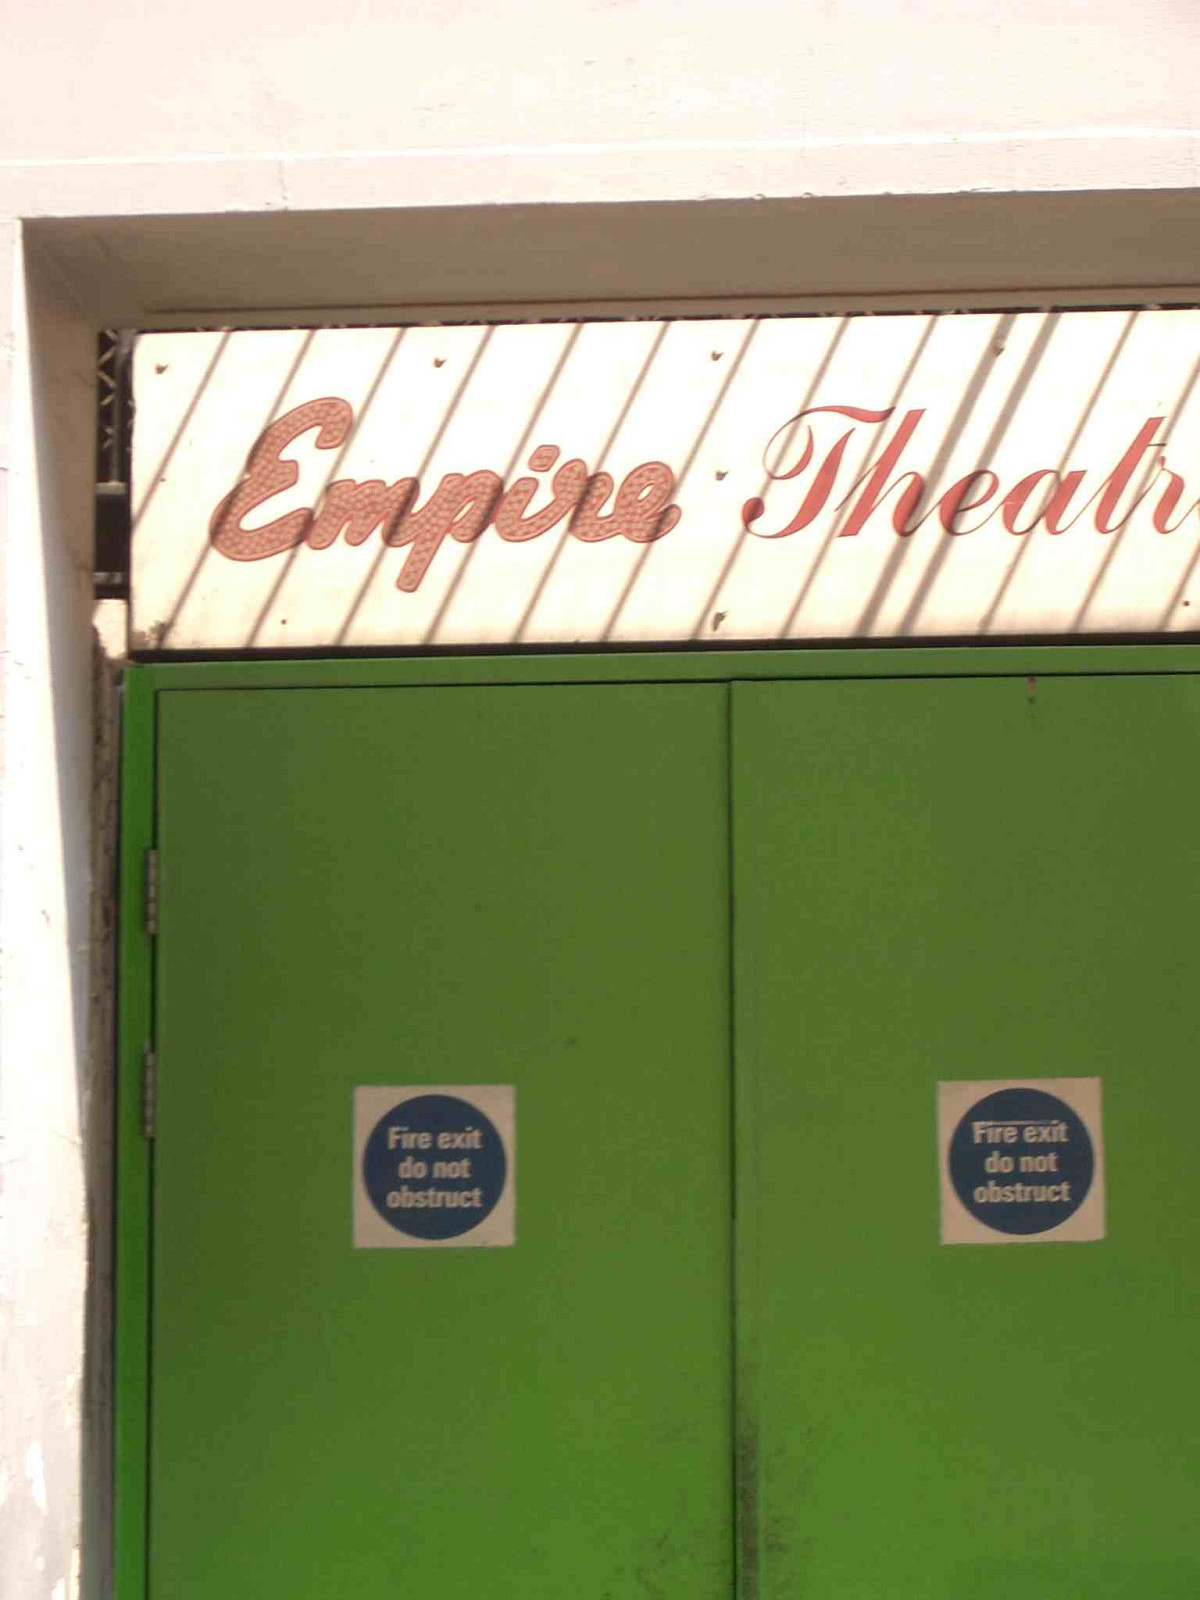 Empire Theatr
Fire exit
do not
obstruct
Fire exit
do not
obstruct